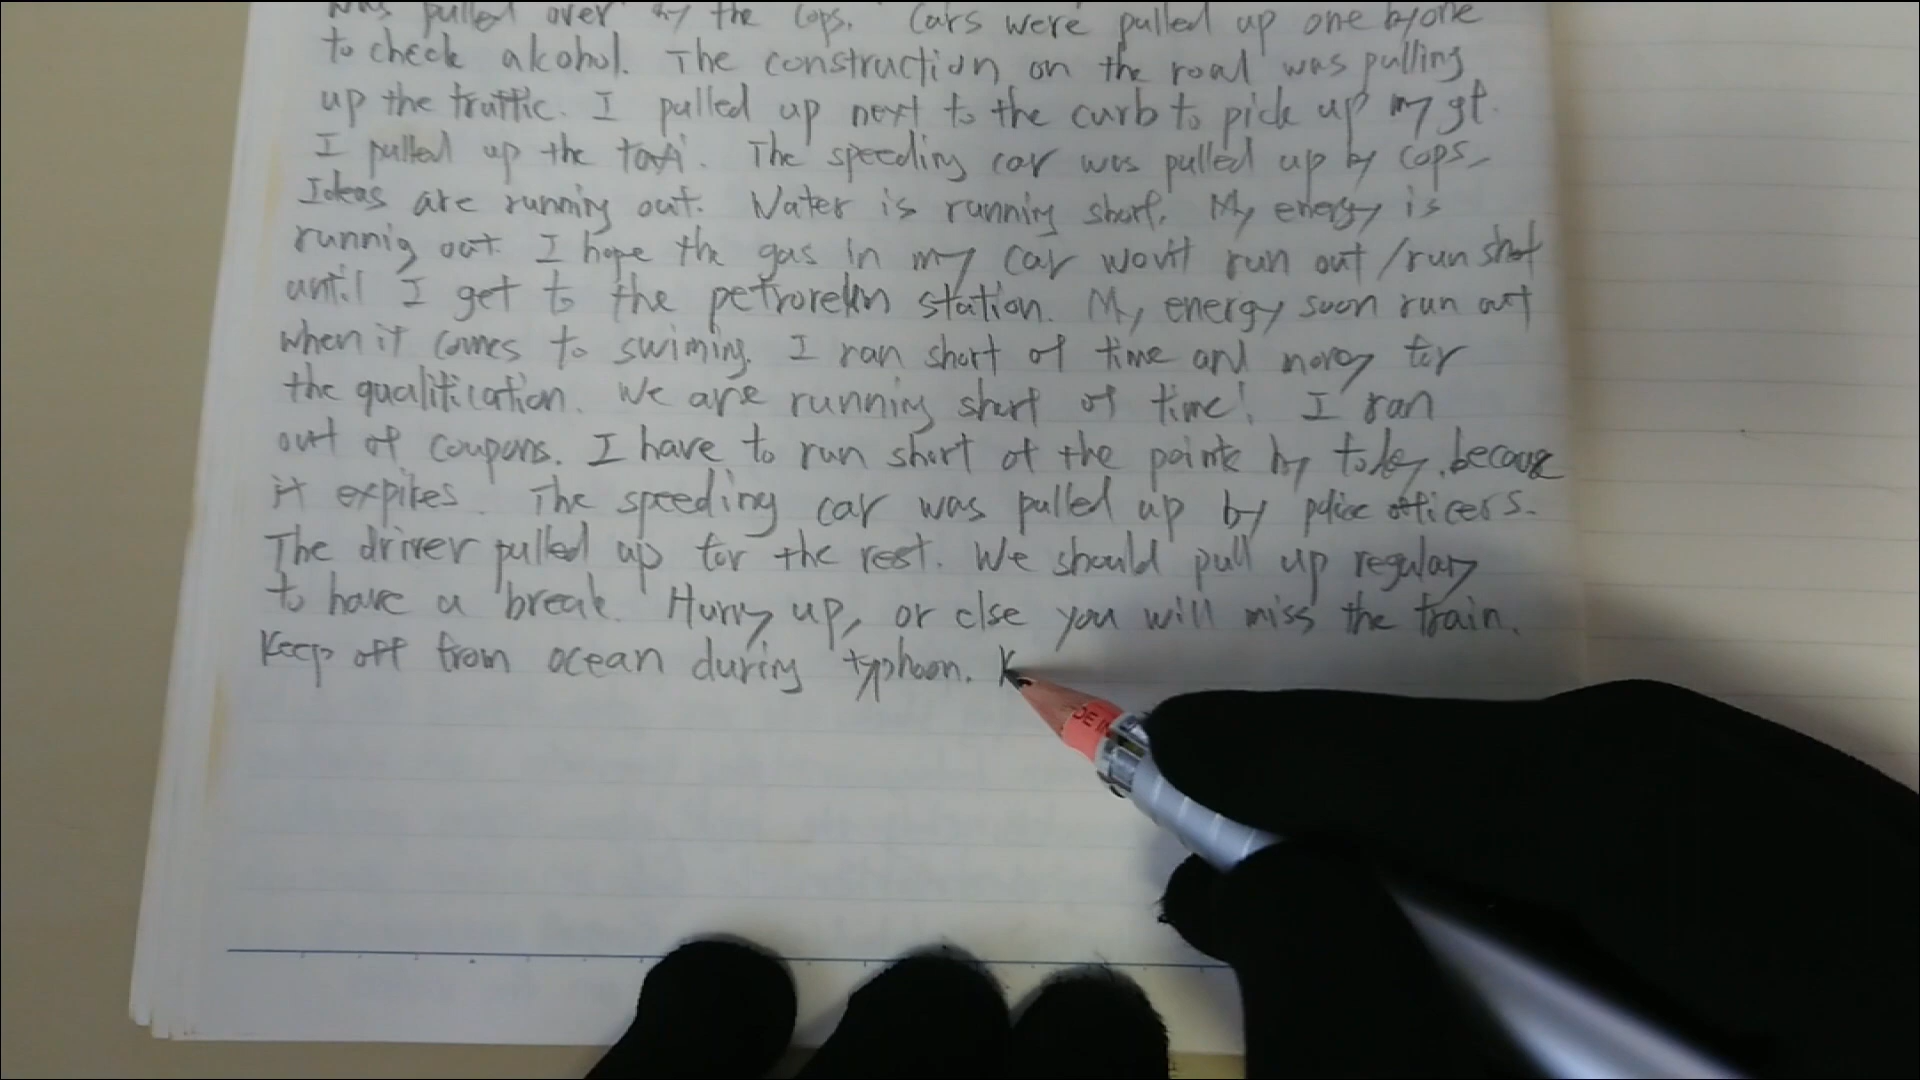 was pulled over by the cops. Cars were pulled up one by one
to check alcohol. The construction on the road was pulling
up the traffic. I pulled up next to the curb to pick up my gf.
I pulled up the taxi. The speeding car was pulled up by cops.
Ideas are running out. Water is running short. My energy is
runnig out. I hope the gas in my car won't run out / run short
until I get to the station. My energy soon run out
when it comes to swiming. I ran short of time and money for
the qualification. We are running short of time! I ran
out of coupons. I have to run short of the points by today. because
it expires. The speeding car was pulled up by police officers.
The driver pulled up for the rest. We should pull up regulary
to have a break. Hurry up, or else you will miss the train.
Keep off from ocean during typhoon. K